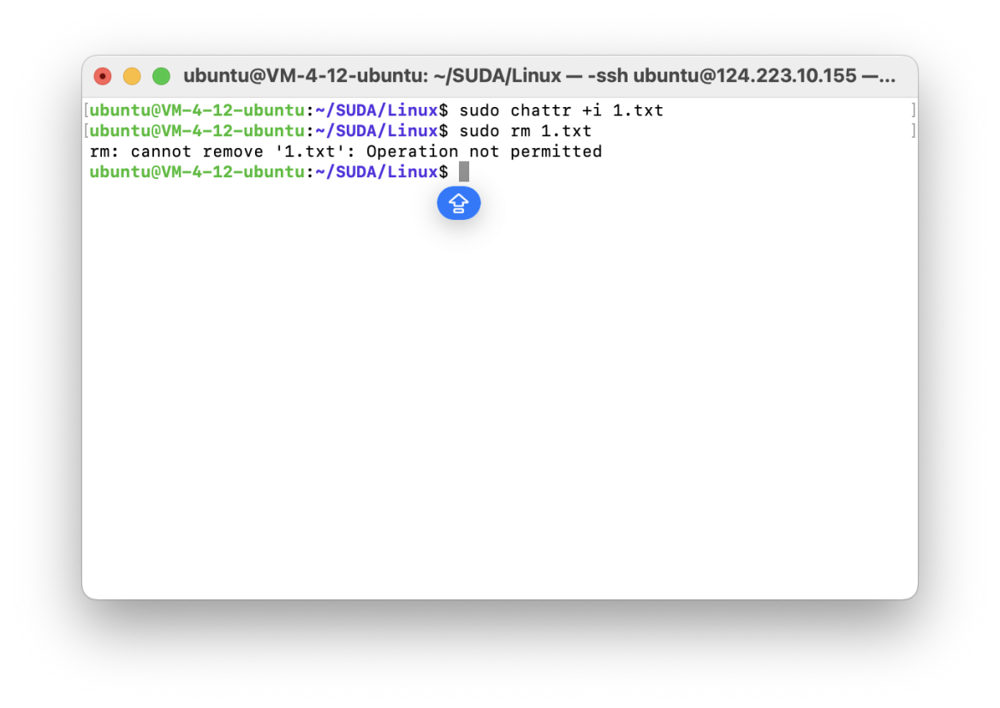 ubuntu@VM-4-12-ubuntu: ~/SUDA/Linux — -ssh ubuntu@124.223.10.155 —...
[ubuntu@VM-4-12-ubuntu:~/SUDA/Linux$ sudo chattr +i 1.txt ]
[ubuntu@VM-4-12-ubuntu:~/SUDA/Linux$ sudo rm 1.txt ]
rm: cannot remove '1.txt': Operation not permitted
ubuntu@VM-4-12-ubuntu:~/SUDA/Linux$